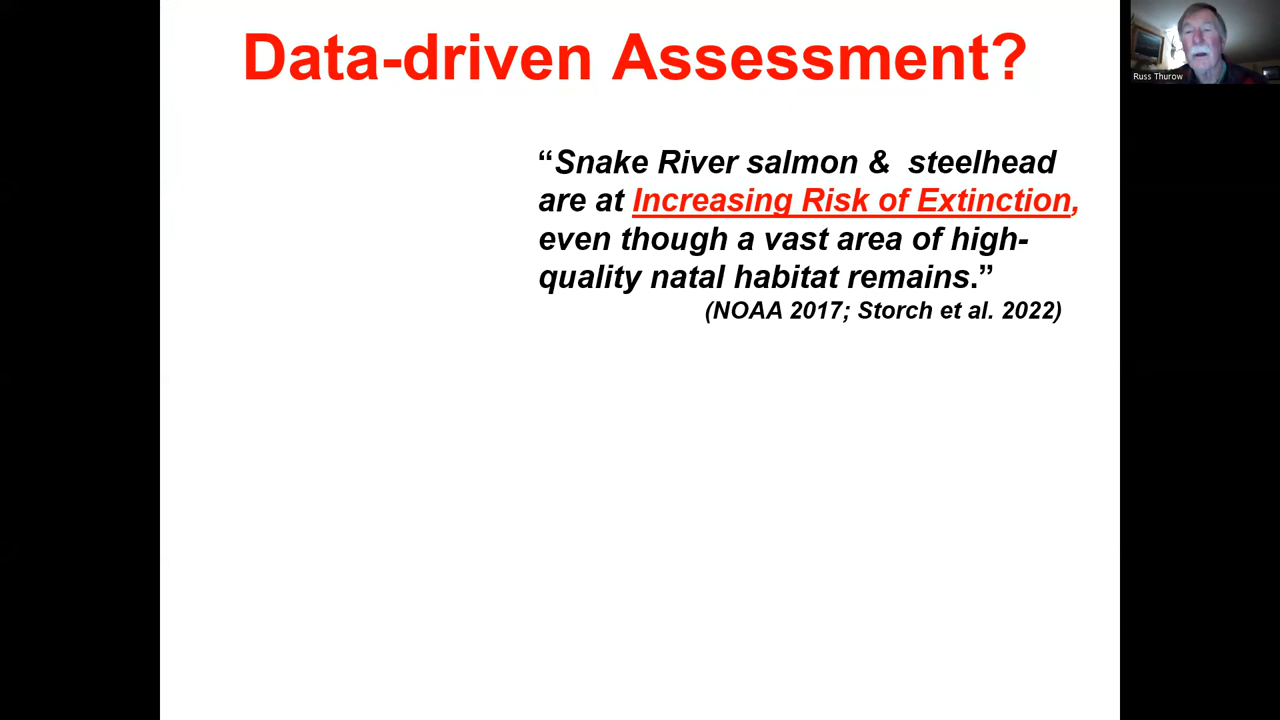 Data-driven Assessment?
Russ Thurow
“Snake River salmon &  steelhead
are at Increasing Risk of Extinction,
even though a vast area of high-
quality natal habitat remains.”
(NOAA 2017; Storch et al. 2022)